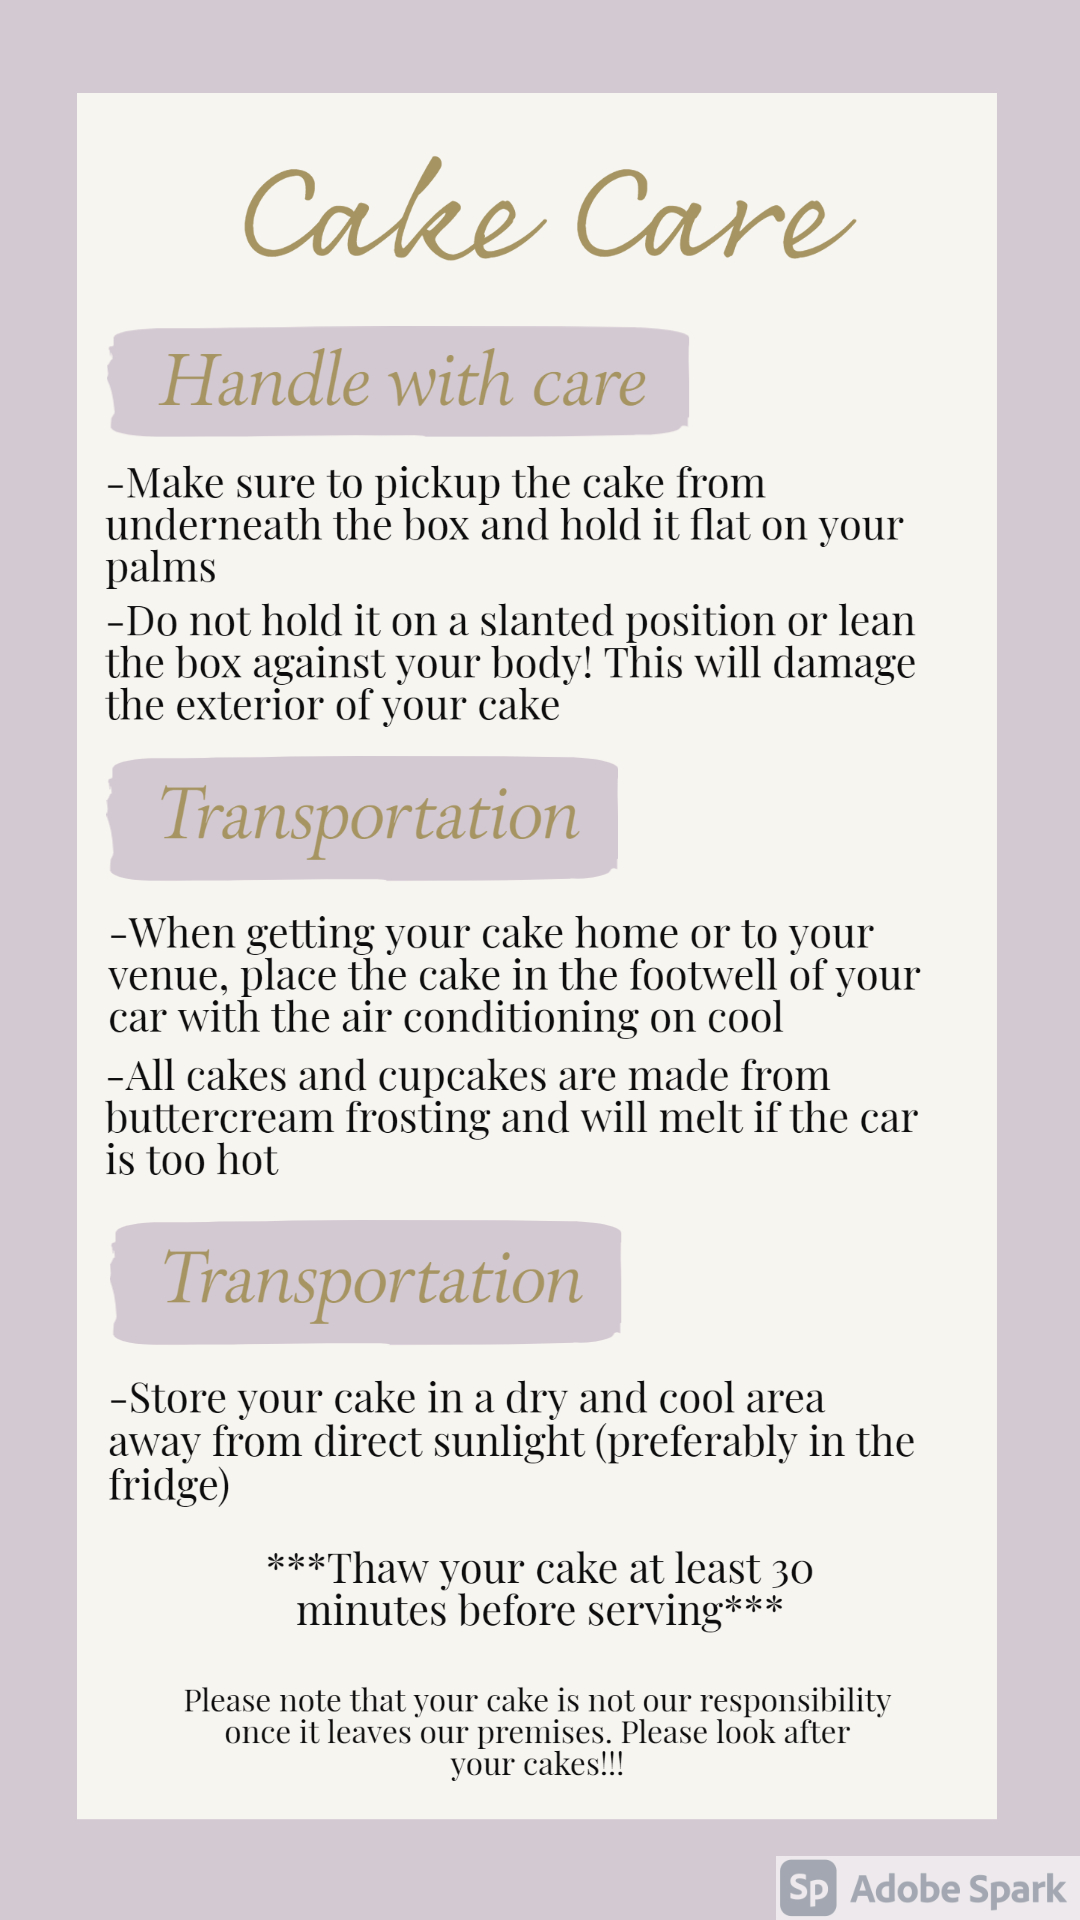 Cake Care
Handle with care
-Make sure to pickup the cake from
underneath the box and hold it flat on your
palms
-Do not hold it on a slanted position or lean
the box against your body! This will damage
the exterior of your cake
Transportation
-When getting your cake home or to your
venue, place the cake in the footwell of your
car with the air conditioning on cool
-All cakes and cupcakes are made from
buttercream frosting and will melt if the car
is too hot
Transportation
-Store your cake in a dry and cool area
away from direct sunlight (preferably in the
fridge)
***Thaw your cake at least 30
minutes before serving***
Please note that your cake is not our responsibility
once it leaves our premises. Please look after
your cakes!!!
Sp Adobe Spark